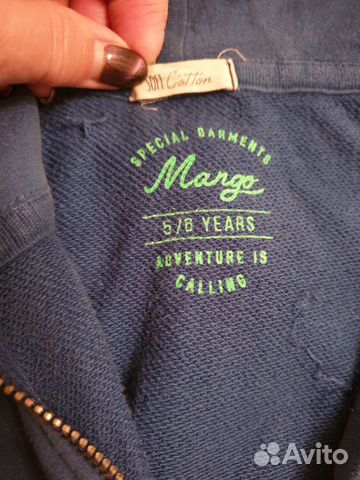 SOFT Cotton
SPECIAL GARMENTS
Mango
5/6 YEARS
ADVENTURE IS
CALLING
Avito